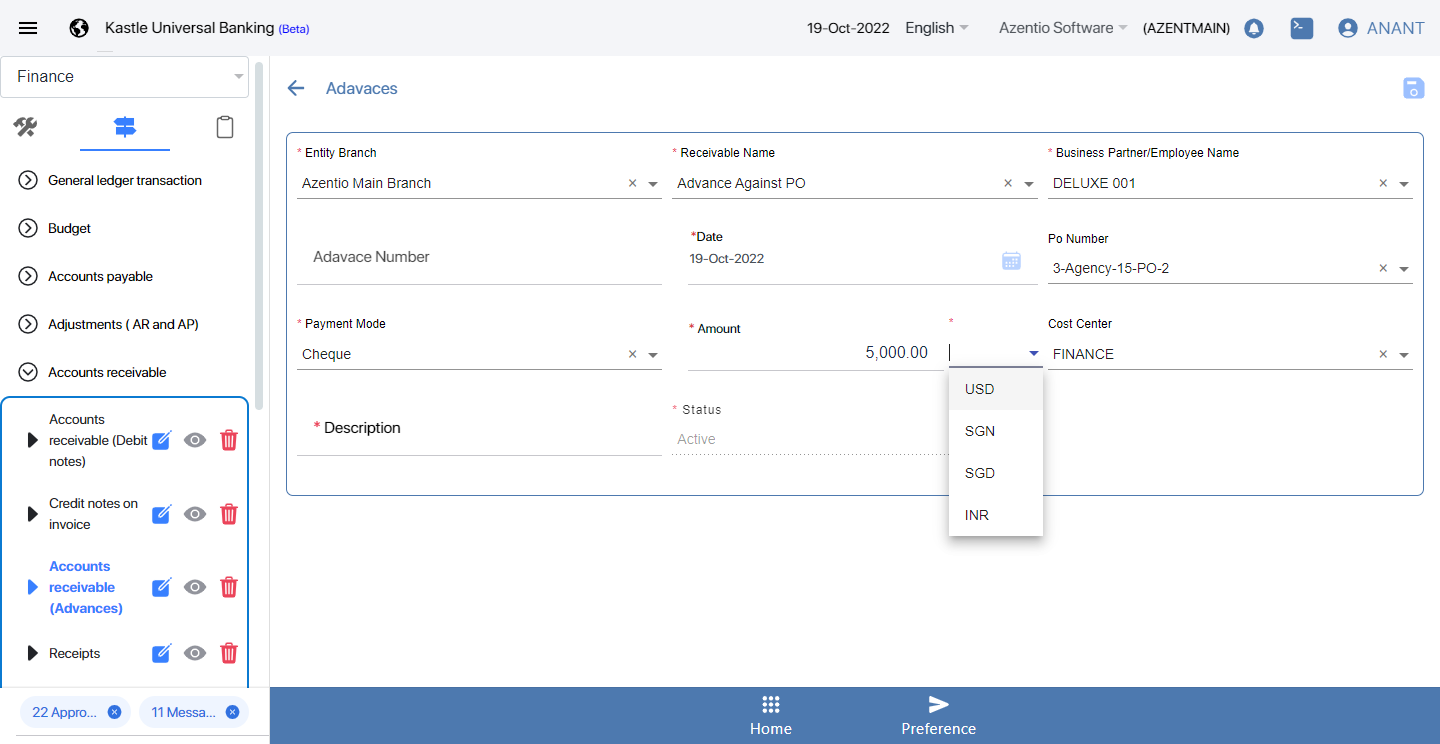 Kastle Universal Banking (Beta)
19-Oct-2022
English
Azentio Software
(AZENTMAIN)
ANANT
Finance
General ledger transaction
Budget
Accounts payable
Adjustments ( AR and AP)
Accounts receivable
Accounts
receivable (Debit
notes)
Credit notes on
invoice
Accounts
receivable
(Advances)
Receipts
22 Appro...
11 Messa...
Adavaces
* Entity Branch
Azentio Main Branch
* Receivable Name
Advance Against PO
* Business Partner/Employee Name
DELUXE 001
Adavace Number
*Date
19-Oct-2022
Po Number
3-Agency-15-PO-2
* Payment Mode
Cheque
* Amount
5,000.00
*
USD
SGN
SGD
INR
Cost Center
FINANCE
* Description
* Status
Active
Home
Preference